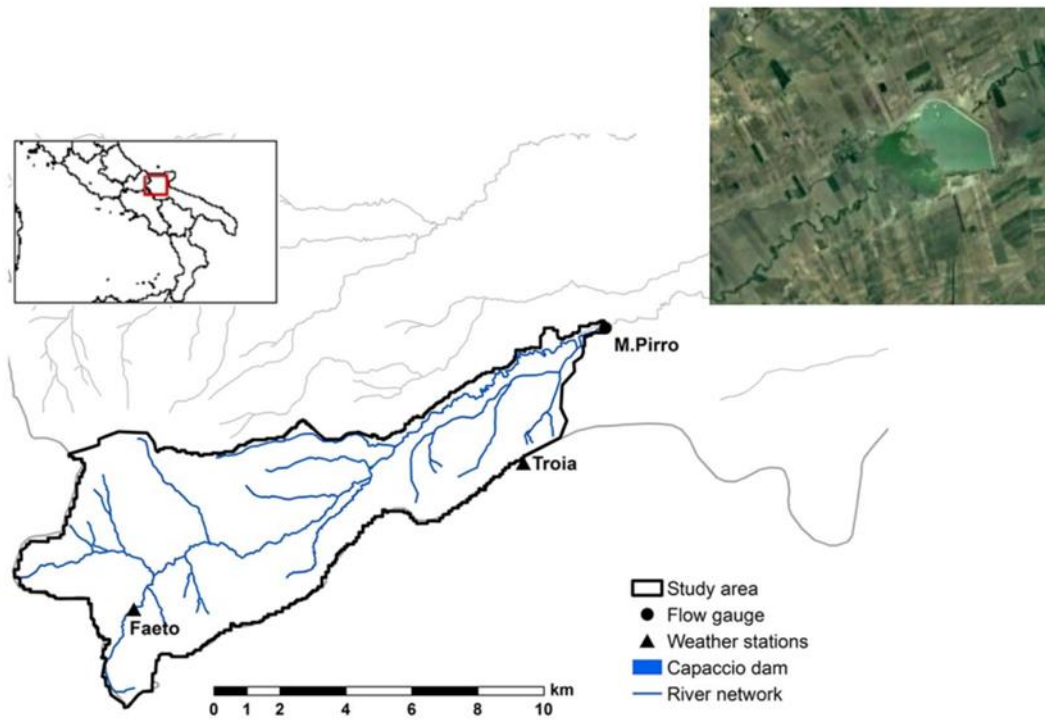 M.Pirro
Troia
Faeto
Study area
Flow gauge
Weather stations
Capaccio dam
River network
km
0 1 2 4 6 8 10